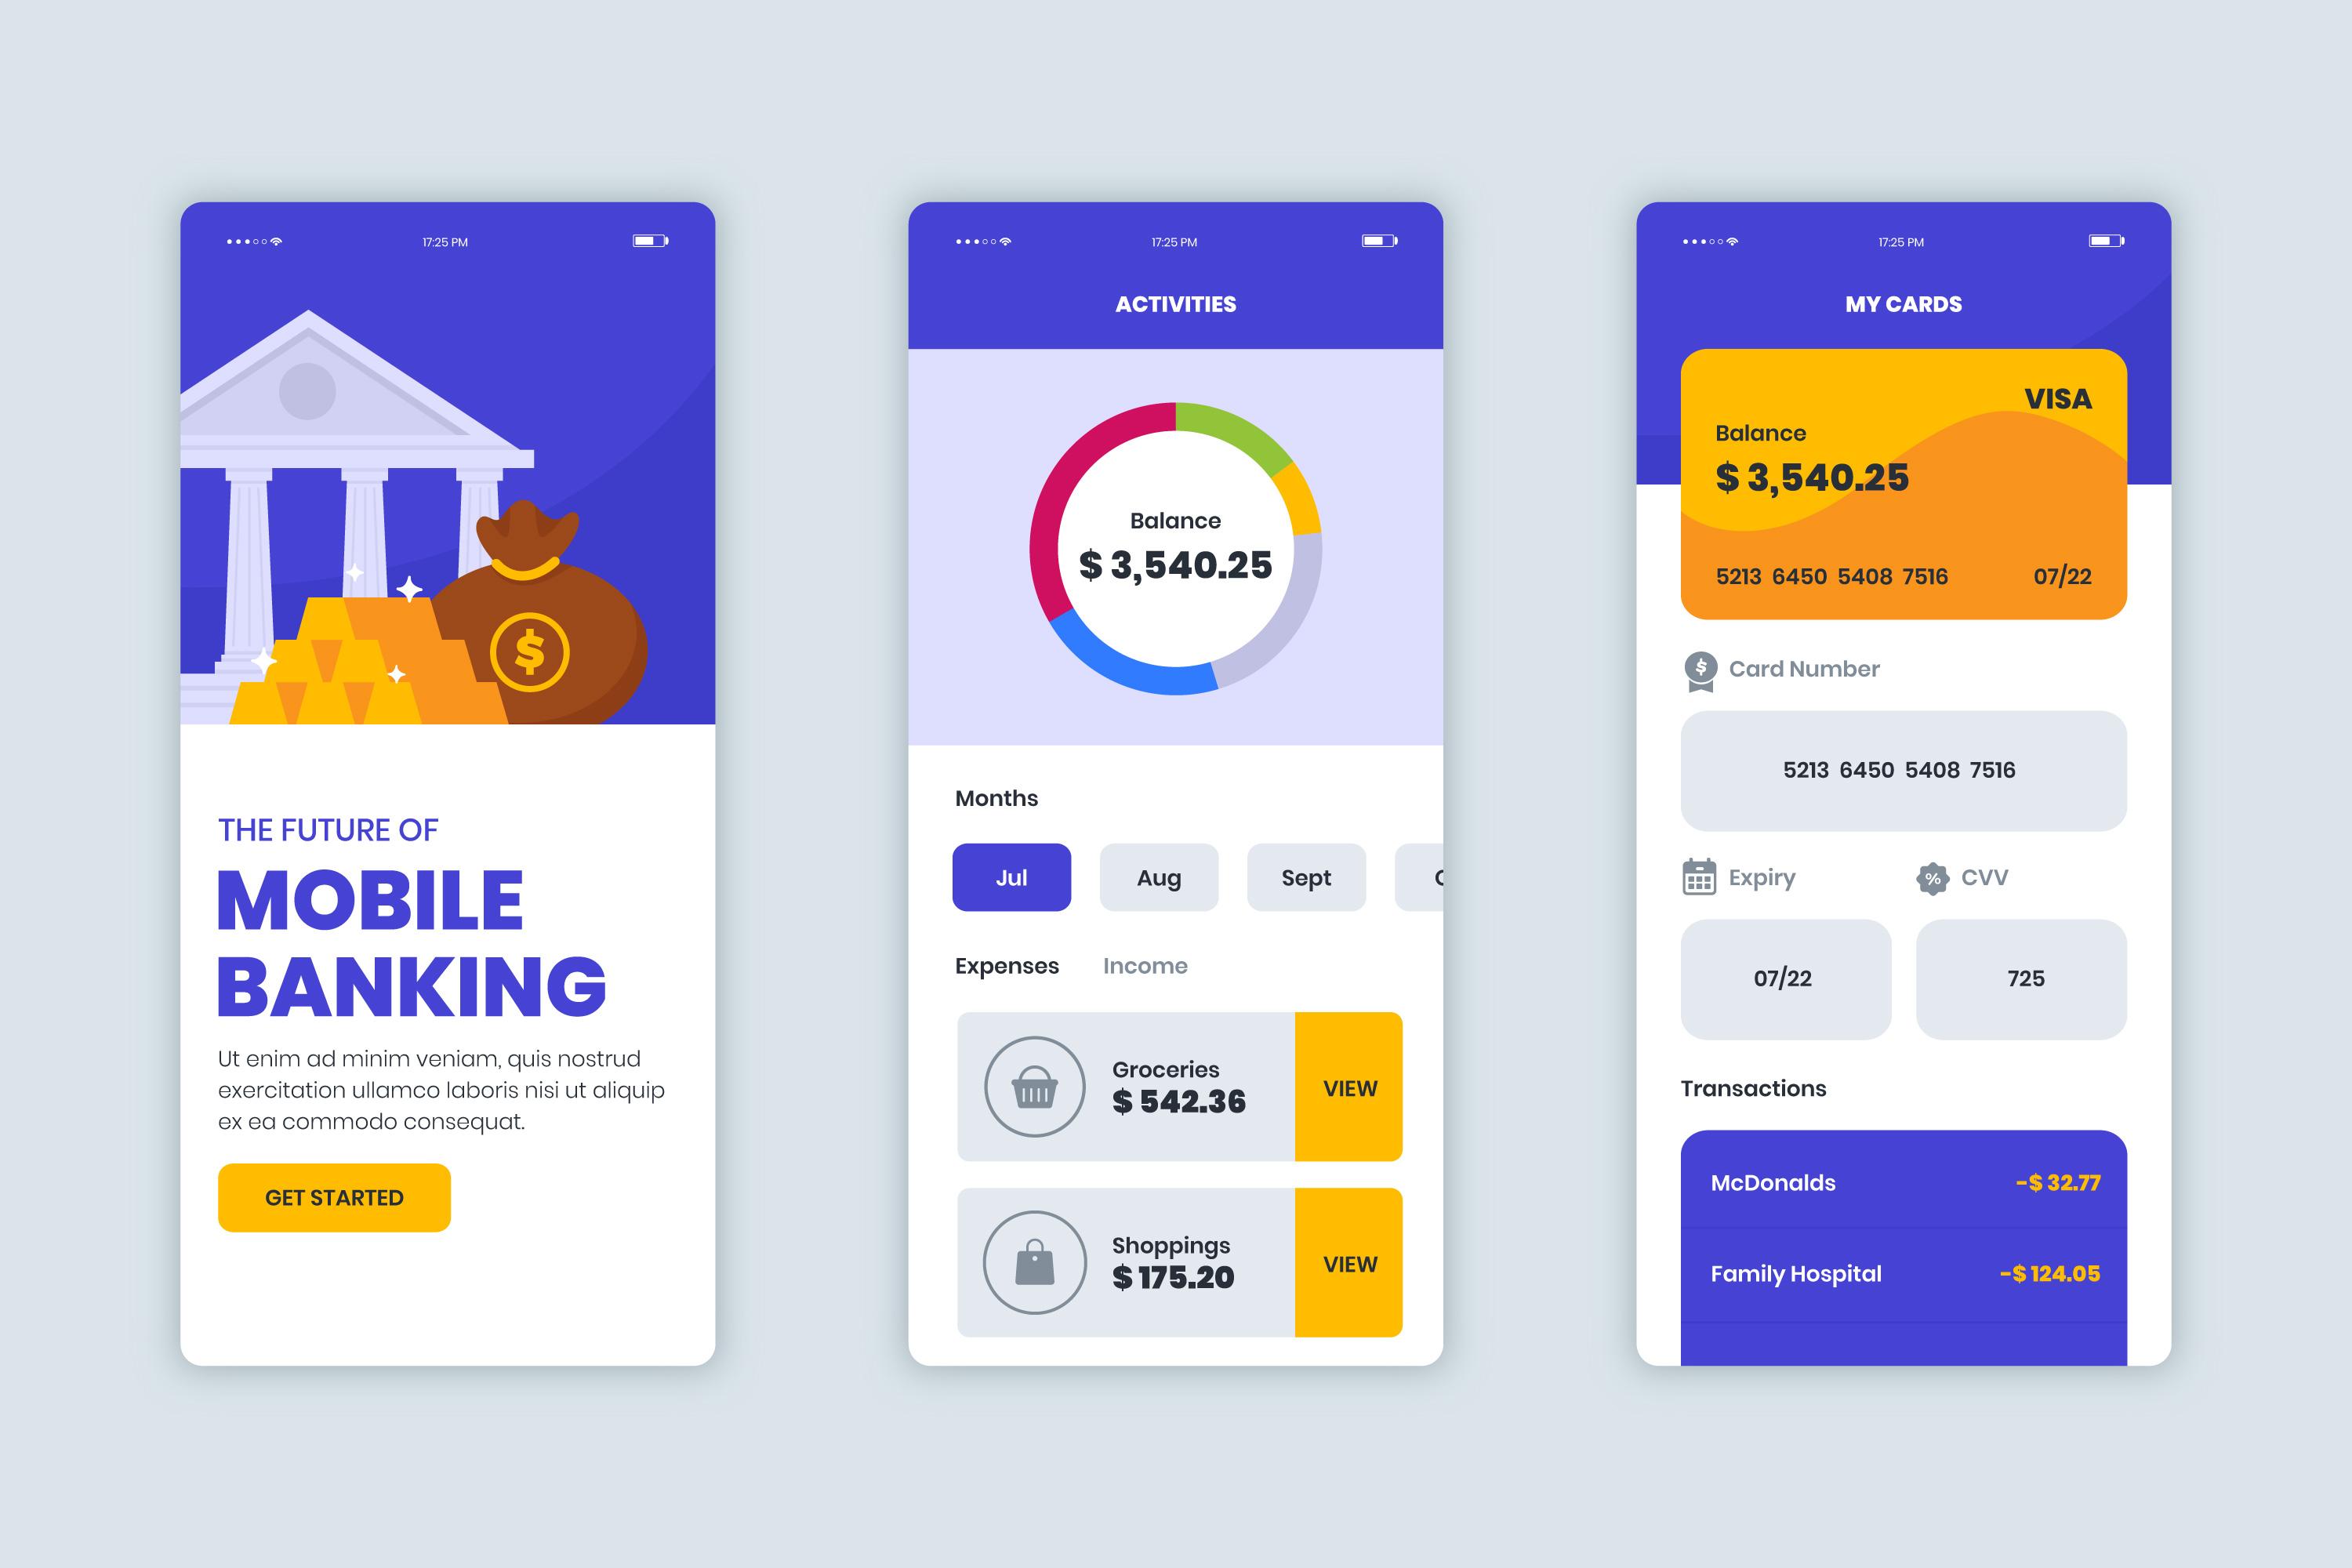 17:25 PM
THE FUTURE OF
MOBILE
BANKING
Ut enim ad minim veniam, quis nostrud
exercitation ullamco laboris nisi ut aliquip
ex ea commodo consequat.
GET STARTED
17:25 PM
ACTIVITIES
Balance
$ 3,540.25
Months
Jul Aug Sept
Expenses Income
Groceries
$ 542.36
VIEW
Shoppings
$ 175.20
VIEW
17:25 PM
MY CARDS
VISA
Balance
$ 3,540.25
5213 6450 5408 7516 07/22
$ Card Number
5213 6450 5408 7516
Expiry % CVV
07/22 725
Transactions
McDonalds -$ 32.77
Family Hospital -$ 124.05